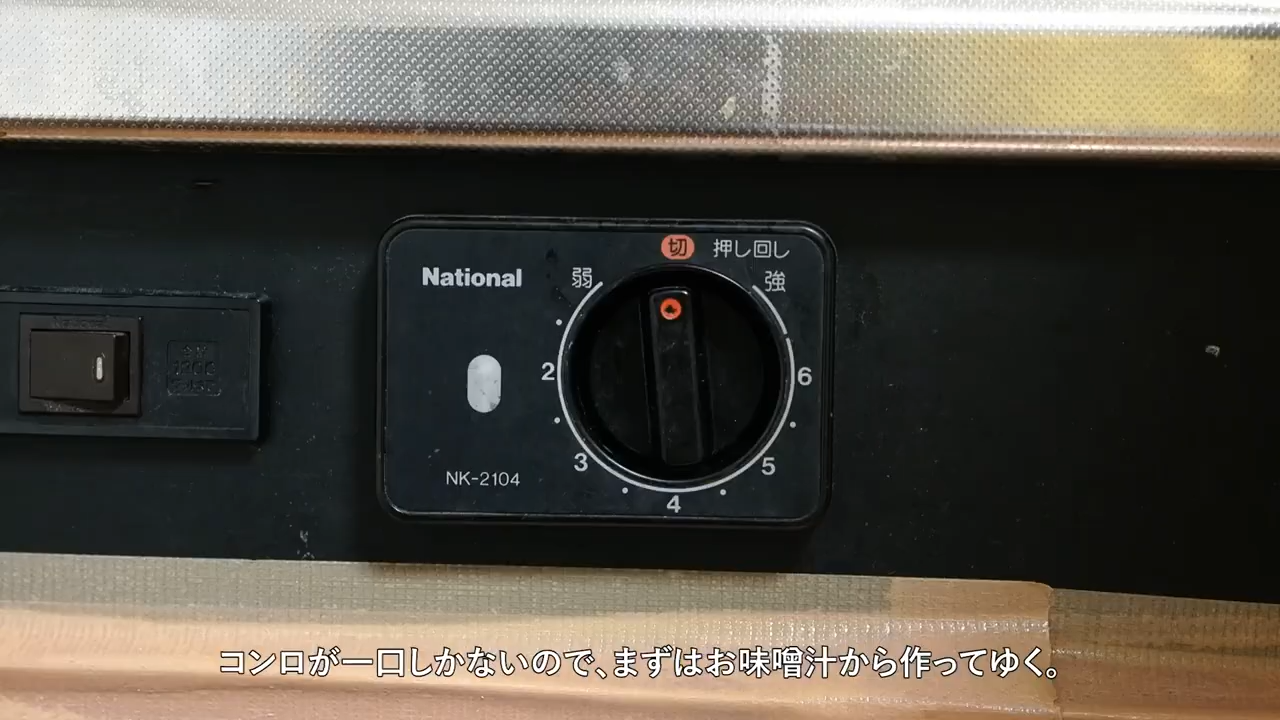 切 押し回し
National 弱 強
2 6
3 5
NK-2104
4
コンロが一口しかないので、まずはお味噌汁から作ってゆく。